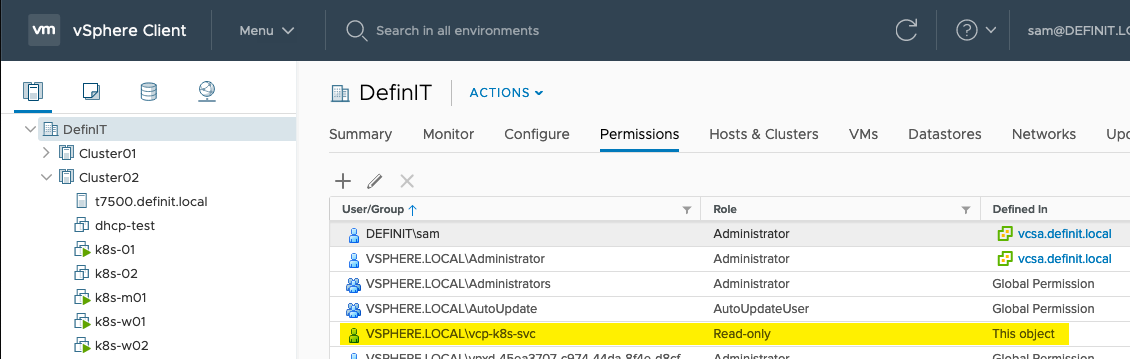 vm vSphere Client Menu Search in all environments sam@DEFINIT.LO
DefinIT ACTIONS
Summary Monitor Configure Permissions Hosts & Clusters VMs Datastores Networks Upd
DefinIT
Cluster01
Cluster02
t7500.definit.local
dhcp-test
k8s-01
k8s-02
k8s-m01
k8s-w01
k8s-w02
User/Group Role Defined In
DEFINIT\sam Administrator vcsa.definit.local
VSPHERE.LOCAL\Administrator Administrator vcsa.definit.local
VSPHERE.LOCAL\Administrators Administrator Global Permission
VSPHERE.LOCAL\AutoUpdate AutoUpdateUser Global Permission
VSPHERE.LOCAL\vcp-k8s-svc Read-only This object